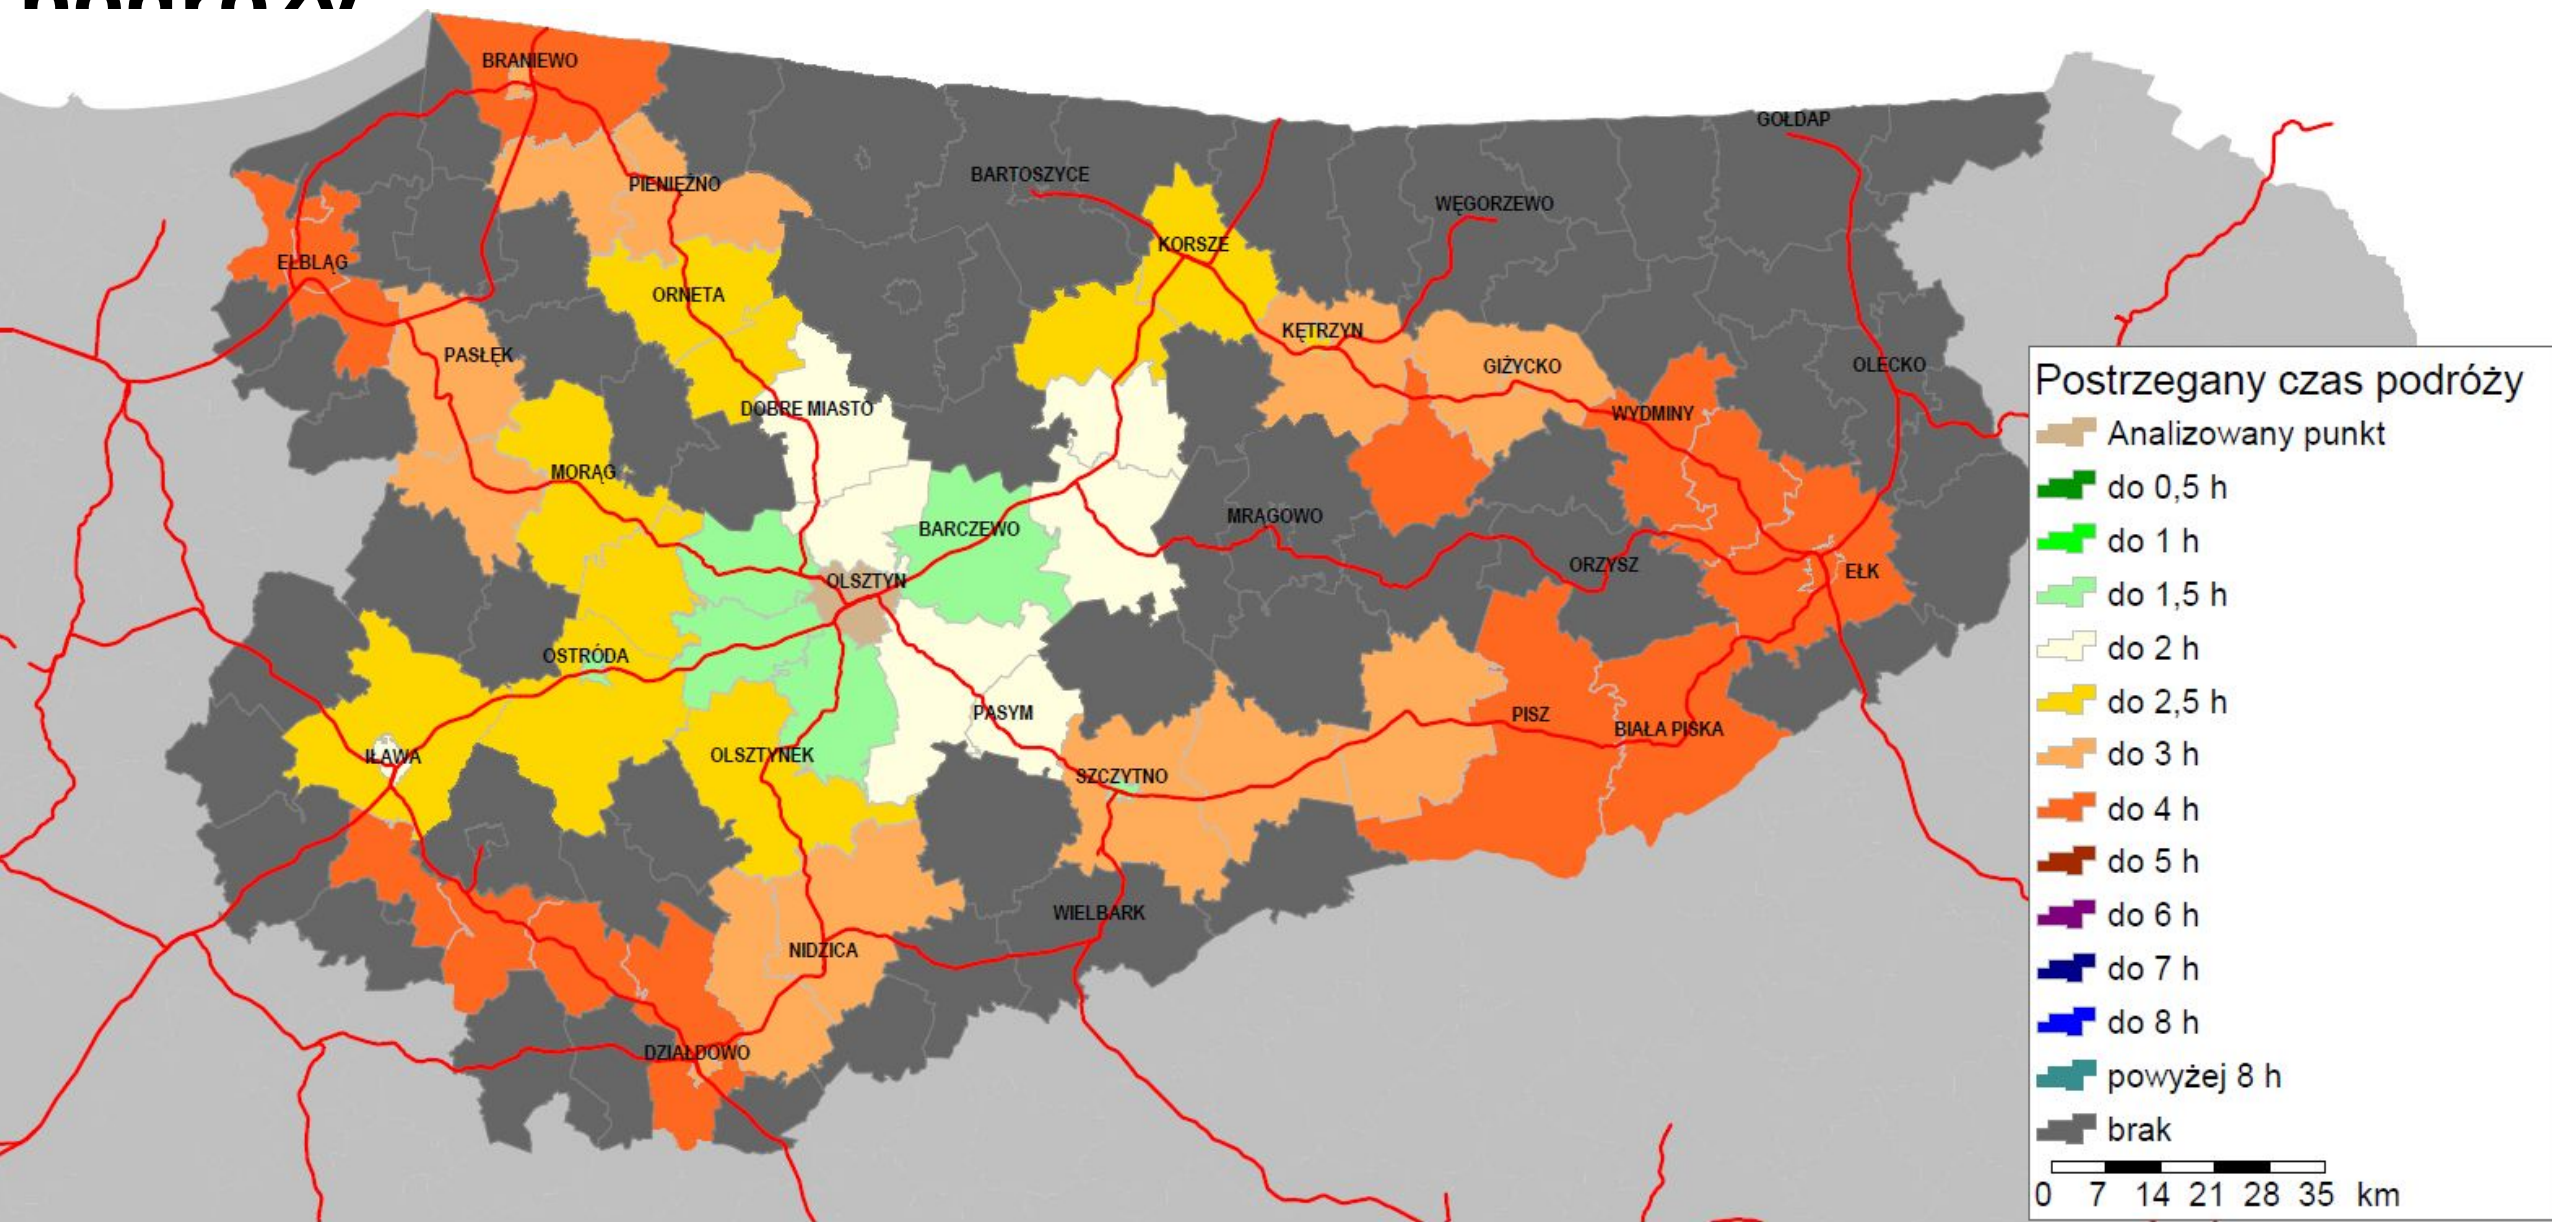 BRANIEWO
GOŁDAP
BARTOSZYCE
PIENIĘŻNO
WĘGORZEWO
KORSZE
ELBLĄG
ORNETA
KĘTRZYN
PASŁĘK
GIŻYCKO
OLECKO
DOBRE MIASTO
WYDMINY
MORĄG
MRĄGOWO
BARCZEWO
ORZYSZ
EŁK
OLSZTYN
OSTRÓDA
PASYM
PISZ
BIAŁA PISKA
IŁAWA
OLSZTYNEK
SZCZYTNO
WIELBARK
NIDZICA
DZIAŁDOWO
Postrzegany czas podróży
Analizowany punkt
do 0,5 h
do 1 h
do 1,5 h
do 2 h
do 2,5 h
do 3 h
do 4 h
do 5 h
do 6 h
do 7 h
do 8 h
powyżej 8 h
brak
0 7 14 21 28 35 km